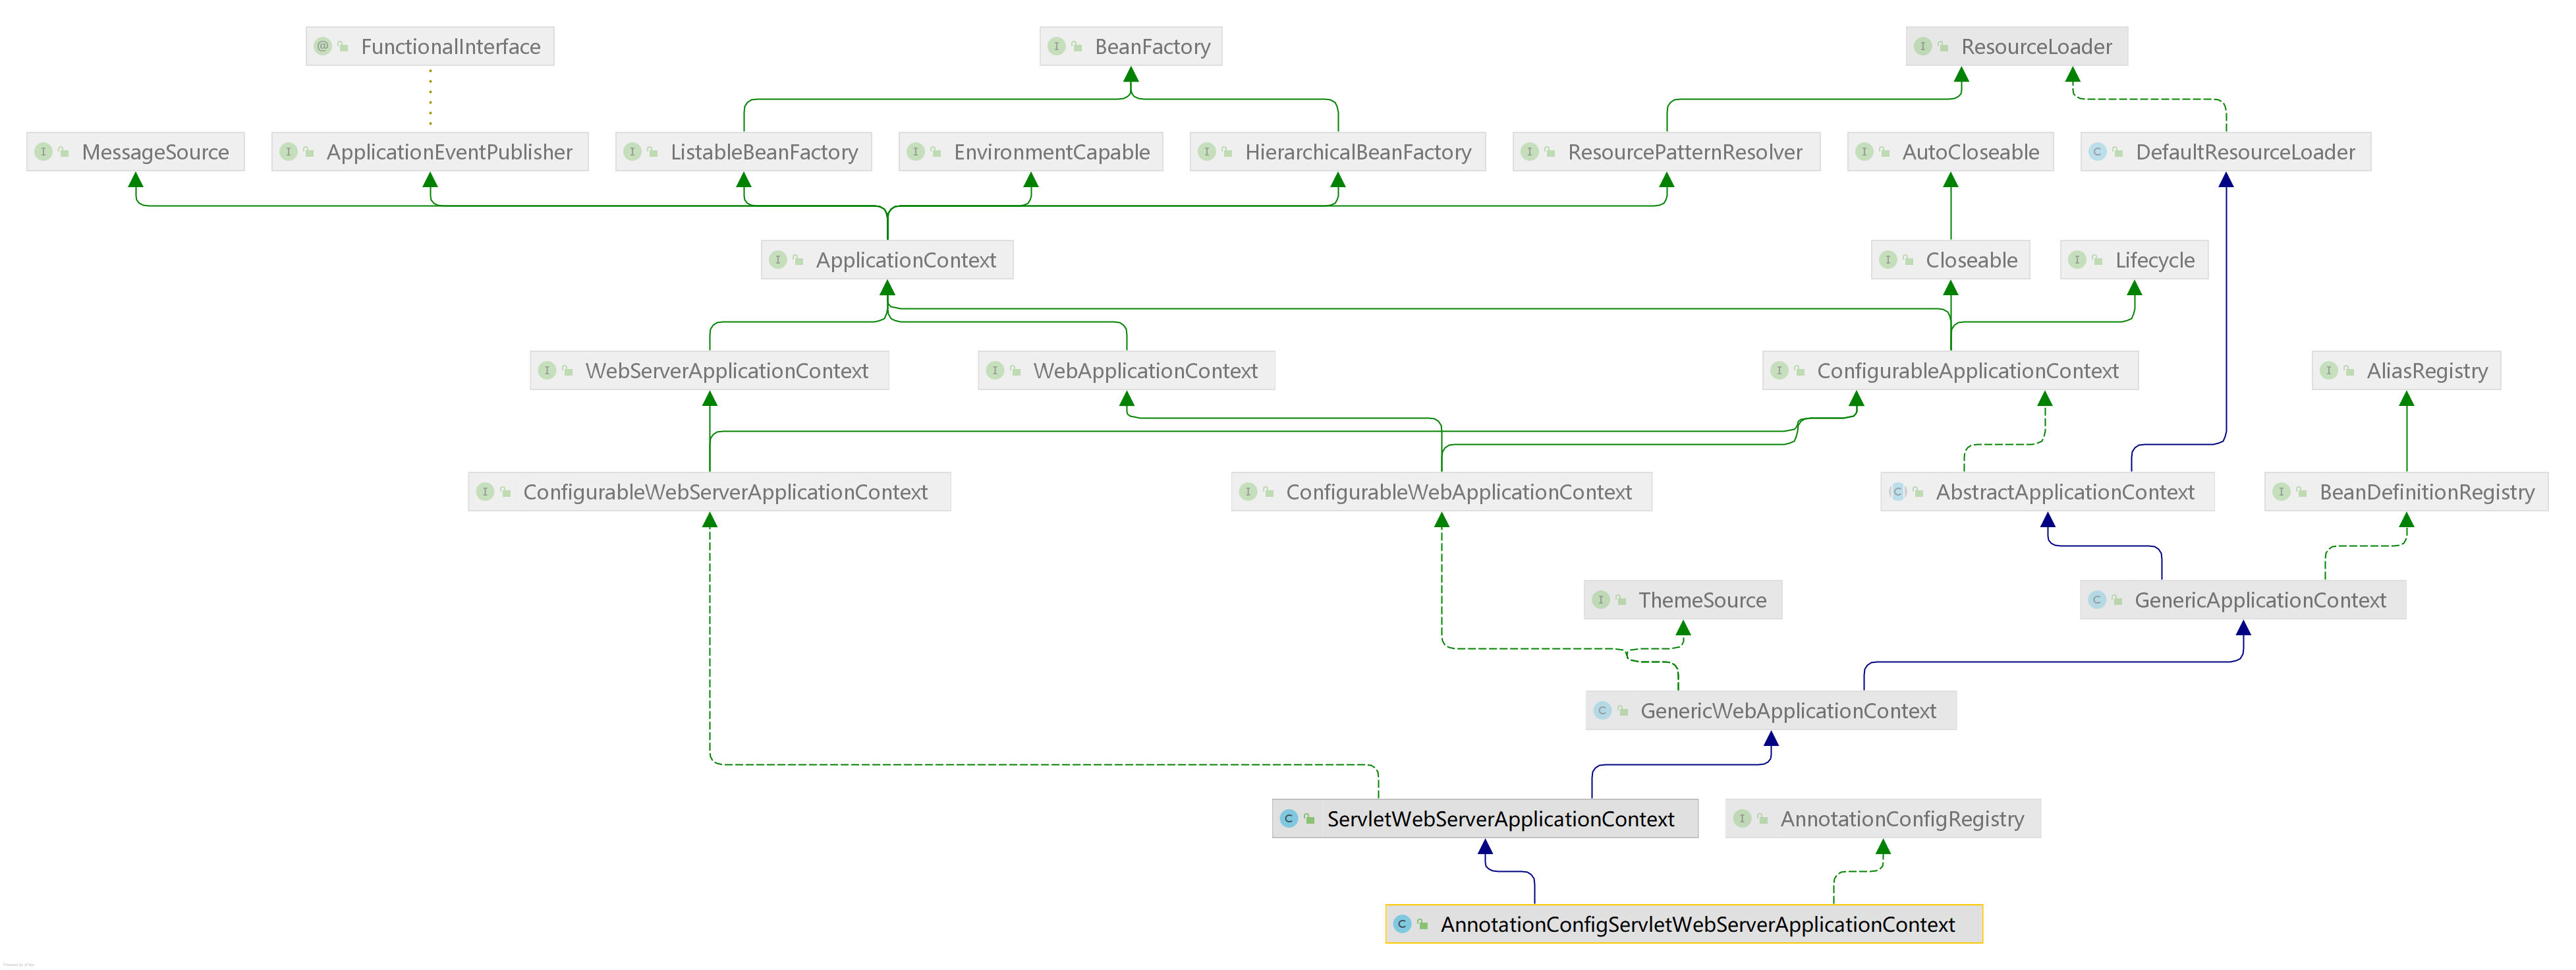 FunctionalInterface
BeanFactory
ResourceLoader
MessageSource
ApplicationEventPublisher
ListableBeanFactory
EnvironmentCapable
HierarchicalBeanFactory
ResourcePatternResolver
AutoCloseable
DefaultResourceLoader
ApplicationContext
Closeable
Lifecycle
WebServerApplicationContext
WebApplicationContext
ConfigurableApplicationContext
AliasRegistry
ConfigurableWebServerApplicationContext
ConfigurableWebApplicationContext
AbstractApplicationContext
BeanDefinitionRegistry
ThemeSource
GenericApplicationContext
GenericWebApplicationContext
ServletWebServerApplicationContext
AnnotationConfigRegistry
AnnotationConfigServletWebServerApplicationContext